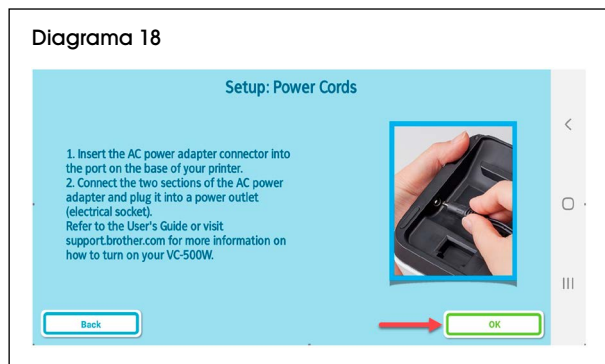 Diagrama 18
Setup: Power Cords
1. Insert the AC power adapter connector into
the port on the base of your printer.
2. Connect the two sections of the AC power
adapter and plug it into a power outlet
(electrical socket).
Refer to the User's Guide or visit
support.brother.com for more information on
how to turn on your VC-500W.
Back
OK